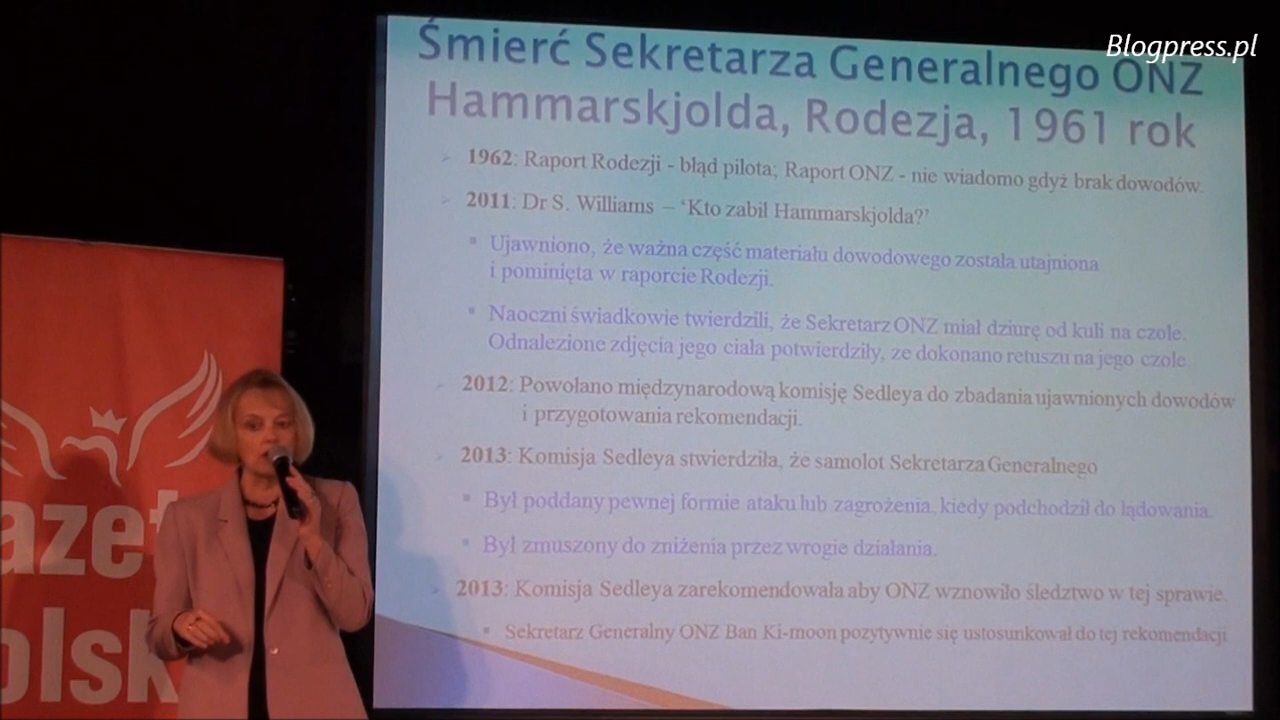 Blogpress.pl
Śmierć Sekretarza Generalnego ONZ
Hammarskjolda, Rodezja, 1961 rok
1962: Raport Rodezji - błąd pilota; Raport ONZ - nie wiadomo gdyż brak dowodów.
2011: Dr S. Williams – ‘Kto zabił Hammarskjolda?’
Ujawniono, że ważna część materiału dowodowego została utajniona
i pominięta w raporcie Rodezji.
Naoczni świadkowie twierdzili, że Sekretarz ONZ miał dziurę od kuli na czole.
Odnalezione zdjęcia jego ciała potwierdziły, ze dokonano retuszu na jego czole.
2012: Powołano międzynarodową komisję Sedleya do zbadania ujawnionych dowodów
i przygotowania rekomendacji.
2013: Komisja Sedleya stwierdziła, że samolot Sekretarza Generalnego
Był poddany pewnej formie ataku lub zagrożenia, kiedy podchodził do lądowania.
Był zmuszony do zniżenia przez wrogie działania.
2013: Komisja Sedleya zarekomendowała aby ONZ wznowiło śledztwo w tej sprawie.
Sekretarz Generalny ONZ Ban Ki-moon pozytywnie się ustosunkował do tej rekomendacji
azet
olsk